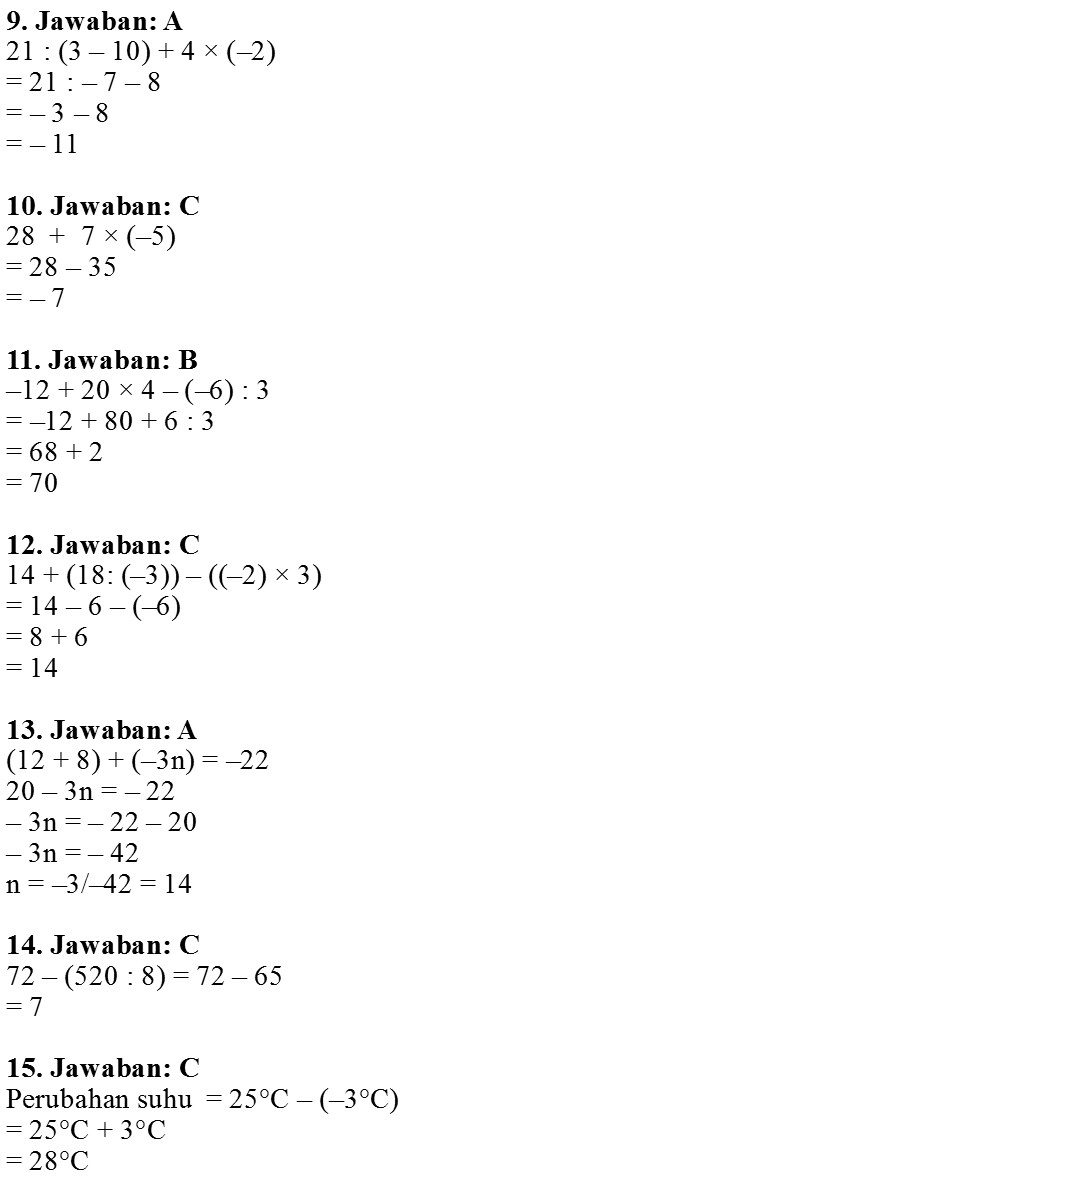 9. Jawaban: A
21 : (3 – 10) + 4 × (–2)
= 21 : – 7 – 8
= – 3 – 8
= – 11
10. Jawaban: C
28 + 7 × (–5)
= 28 – 35
= – 7
11. Jawaban: B
–12 + 20 × 4 – (–6) : 3
= –12 + 80 + 6 : 3
= 68 + 2
= 70
12. Jawaban: C
14 + (18: (–3)) – ((–2) × 3)
= 14 – 6 – (–6)
= 8 + 6
= 14
13. Jawaban: A
(12 + 8) + (–3n) = –22
20 – 3n = – 22
– 3n = – 22 – 20
– 3n = – 42
n = –3/–42 = 14
14. Jawaban: C
72 – (520 : 8) = 72 – 65
= 7
15. Jawaban: C
Perubahan suhu = 25°C – (–3°C)
= 25°C + 3°C
= 28°C